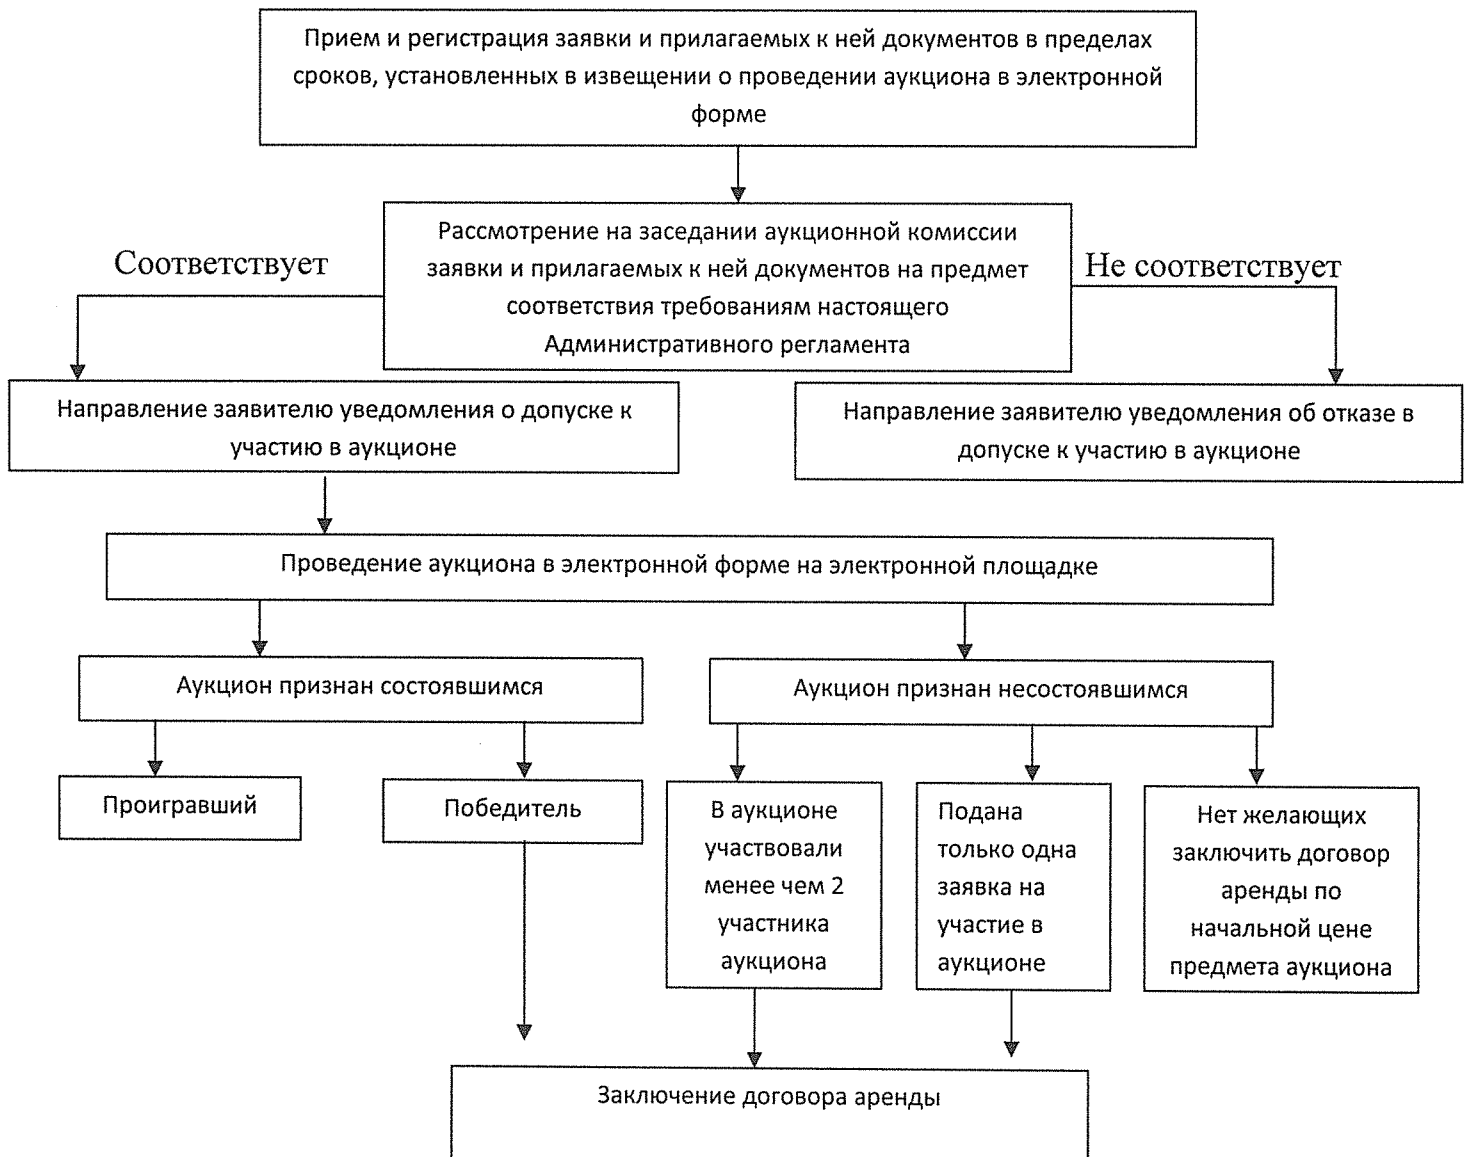 Прием и регистрация заявки и прилагаемых к ней документов в пределах
сроков, установленных в извещении о проведении аукциона в электронной
форме
Рассмотрение на заседании аукционной комиссии
заявки и прилагаемых к ней документов на предмет
соответствия требованиям настоящего
Административного регламента
Соответствует
Не соответствует
Направление заявителю уведомления о допуске к
участию в аукционе
Направление заявителю уведомления об отказе в
допуске к участию в аукционе
Проведение аукциона в электронной форме на электронной площадке
Аукцион признан состоявшимся
Аукцион признан несостоявшимся
Проигравший
Победитель
В аукционе
участвовали
менее чем 2
участника
аукциона
Подана
только одна
заявка на
участие в
аукционе
Нет желающих
заключить договор
аренды по
начальной цене
предмета аукциона
Заключение договора аренды